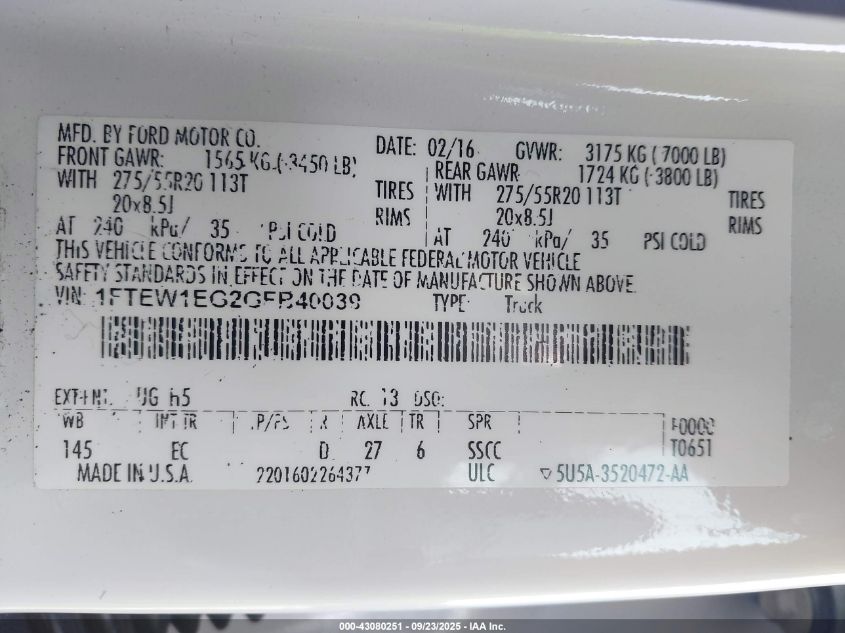 MFD. BY FORD MOTOR CO. DATE: 02/16 GVWR: 3175 KG ( 7000 LB)
FRONT GAWR: 1565 KG ( 3450 LB) REAR GAWR 1724 KG ( 3800 LB)
WITH 275/55R20 113T TIRES WITH 275/55R20 113T TIRES
20x8.5J RIMS 20x8.5J RIMS
AT 240 kPa/ 35 PSI COLD AT 240 kPa/ 35 PSI COLD
THIS VEHICLE CONFORMS TO ALL APPLICABLE FEDERAL MOTOR VEHICLE
SAFETY STANDARDS IN EFFECT ON THE DATE OF MANUFACTURE SHOWN ABOVE.
VIN: TYPE: Truck
EXT RC: 13 DSO:
WB INT TR R AXLE TR SPR
145 EC D 27 6 SSCC T0651
MADE IN U.S.A. 2201602264377 ULC ▽ 5U5A-3520472-AA
000-43080251 - 09/23/2025 - IAA Inc.